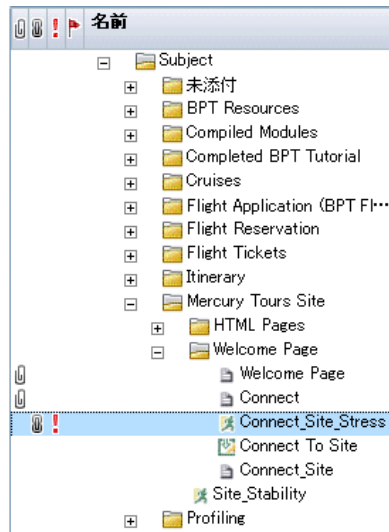 名前
Subject
未添付
BPT Resources
Compiled Modules
Completed BPT Tutorial
Cruises
Flight Application (BPT Fl…
Flight Reservation
Flight Tickets
Itinerary
Mercury Tours Site
HTML Pages
Welcome Page
Welcome Page
Connect
Connect_Site_Stress
Connect To Site
Connect_Site
Site_Stability
Profiling